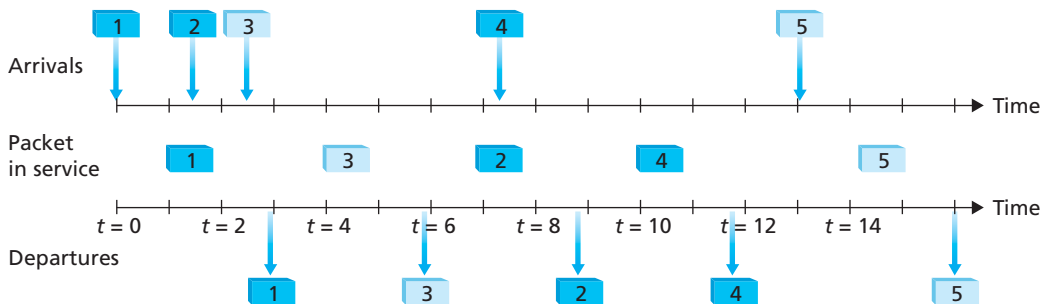 1 2 3 4 5
Arrivals
Time
Packet
in service
1 3 2 4 5
Time
t = 0 t = 2 t = 4 t = 6 t = 8 t = 10 t = 12 t = 14
Departures
1 3 2 4 5